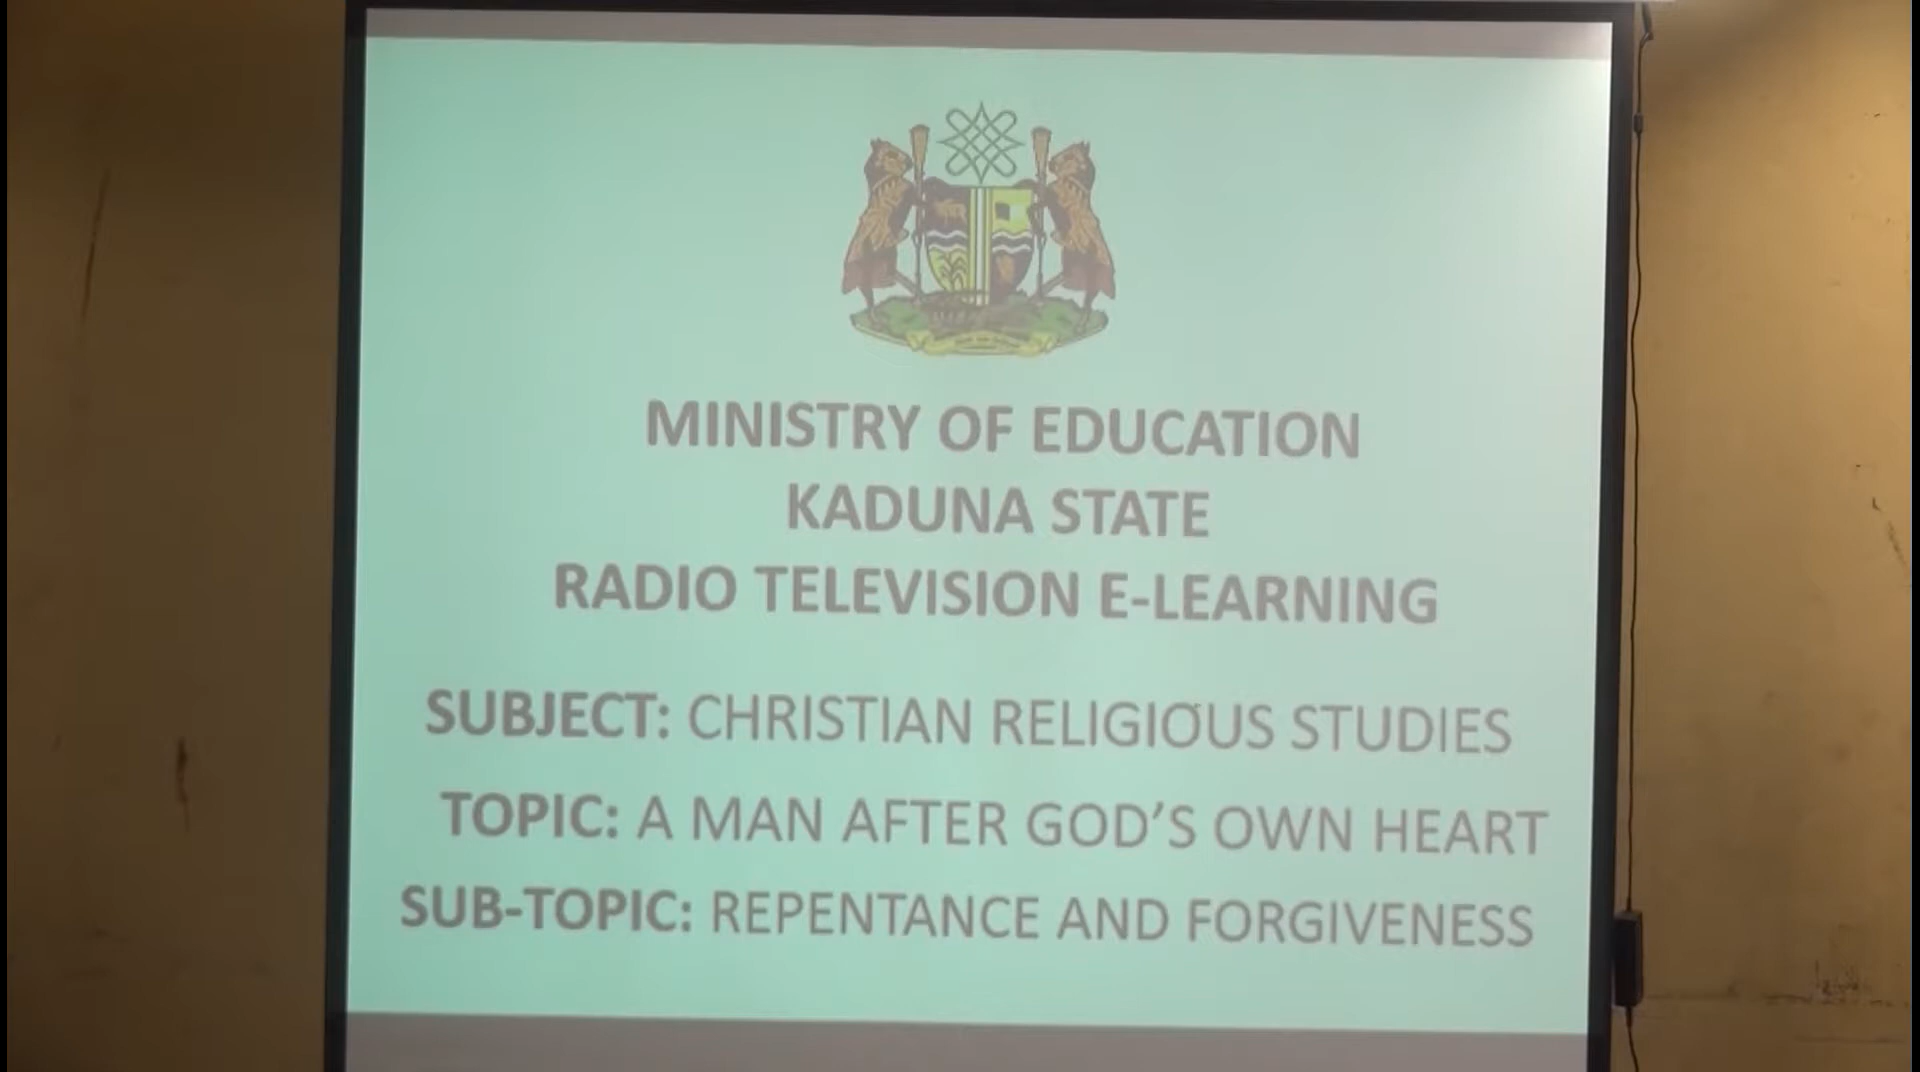 MINISTRY OF EDUCATION
KADUNA STATE
RADIO TELEVISION E-LEARNING
SUBJECT: CHRISTIAN RELIGIOUS STUDIES
TOPIC: A MAN AFTER GOD'S OWN HEART
SUB-TOPIC: REPENTANCE AND FORGIVENESS